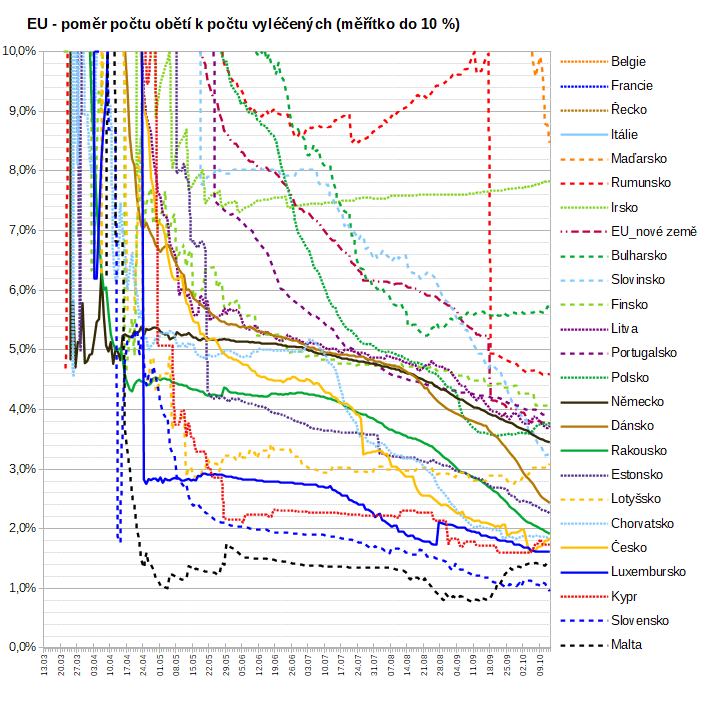 EU - poměr počtu obětí k počtu vyléčených (měřítko do 10 %)
10,0%
9,0%
8,0%
7,0%
6,0%
5,0%
4,0%
3,0%
2,0%
1,0%
0,0%
13.03
20.03
27.03
03.04
10.04
17.04
24.04
01.05
08.05
15.05
22.05
29.05
05.06
12.06
19.06
26.06
03.07
10.07
17.07
24.07
31.07
07.08
14.08
21.08
28.08
04.09
11.09
18.09
25.09
02.10
09.10
Belgie
Francie
Řecko
Itálie
Maďarsko
Rumunsko
Irsko
EU_nové země
Bulharsko
Slovinsko
Finsko
Litva
Portugalsko
Polsko
Německo
Dánsko
Rakousko
Estonsko
Lotyšsko
Chorvatsko
Česko
Luxembursko
Kypr
Slovensko
Malta